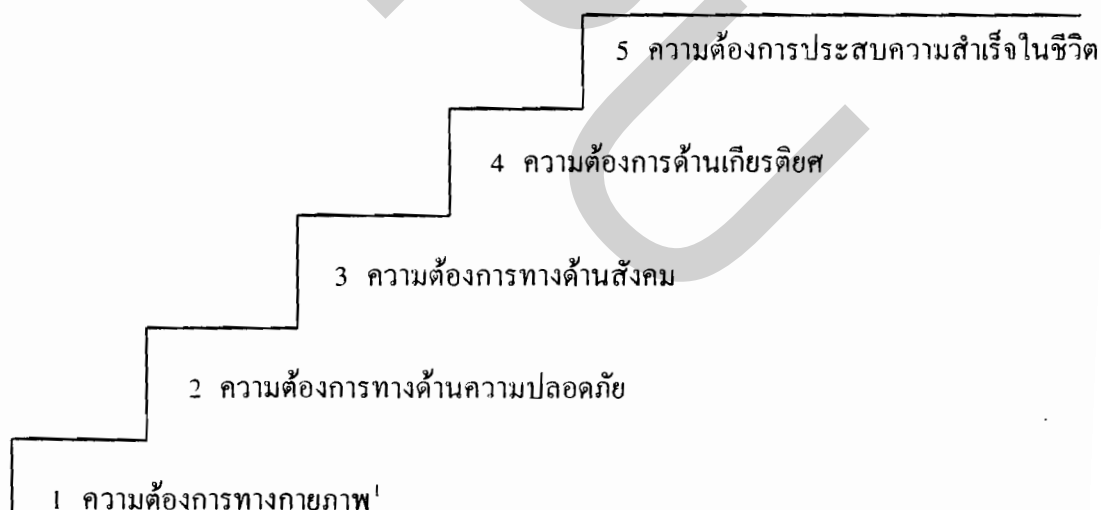 5 ความต้องการประสบความสำเร็จในชีวิต
4 ความต้องการด้านเกียรติยศ
3 ความต้องการทางด้านสังคม
2 ความต้องการทางด้านความปลอดภัย
1 ความต้องการทางกายภาพ¹